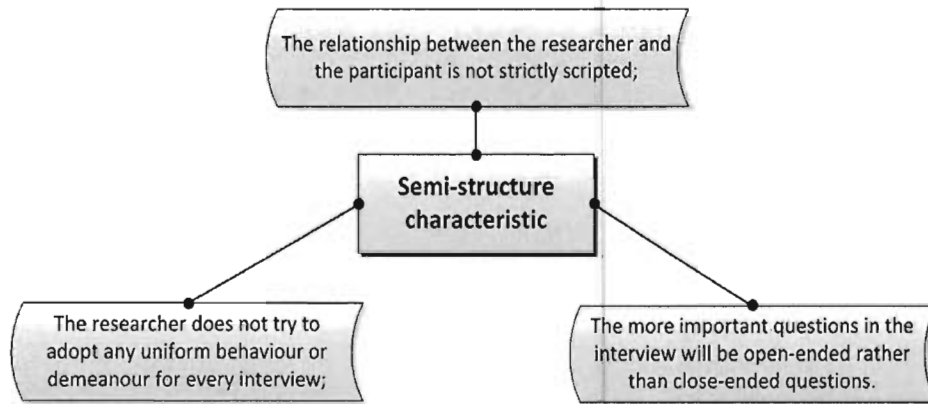 The relationship between the researcher and
the participant is not strictly scripted;
Semi-structure
characteristic
The researcher does not try to
adopt any uniform behaviour or
demeanour for every interview;
The more important questions in the
interview will be open-ended rather
than close-ended questions.